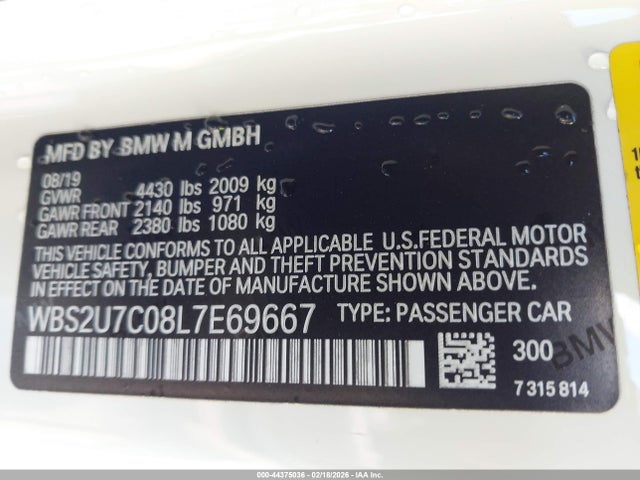 MFD BY BMW M GMBH
08/19
GVWR 4430 lbs 2009 kg
GAWR FRONT 2140 lbs 971 kg
GAWR REAR 2380 lbs 1080 kg
THIS VEHICLE CONFORMS TO ALL APPLICABLE U.S.FEDERAL MOTOR
VEHICLE SAFETY, BUMPER AND THEFT PREVENTION STANDARDS
IN EFFECT ON THE DATE OF MANUFACTURE SHOWN ABOVE.
WBS2U7C08L7E69667 TYPE: PASSENGER CAR
300
BMW
7 315 814
000-44375036 - 02/18/2026 - IAA, Inc.